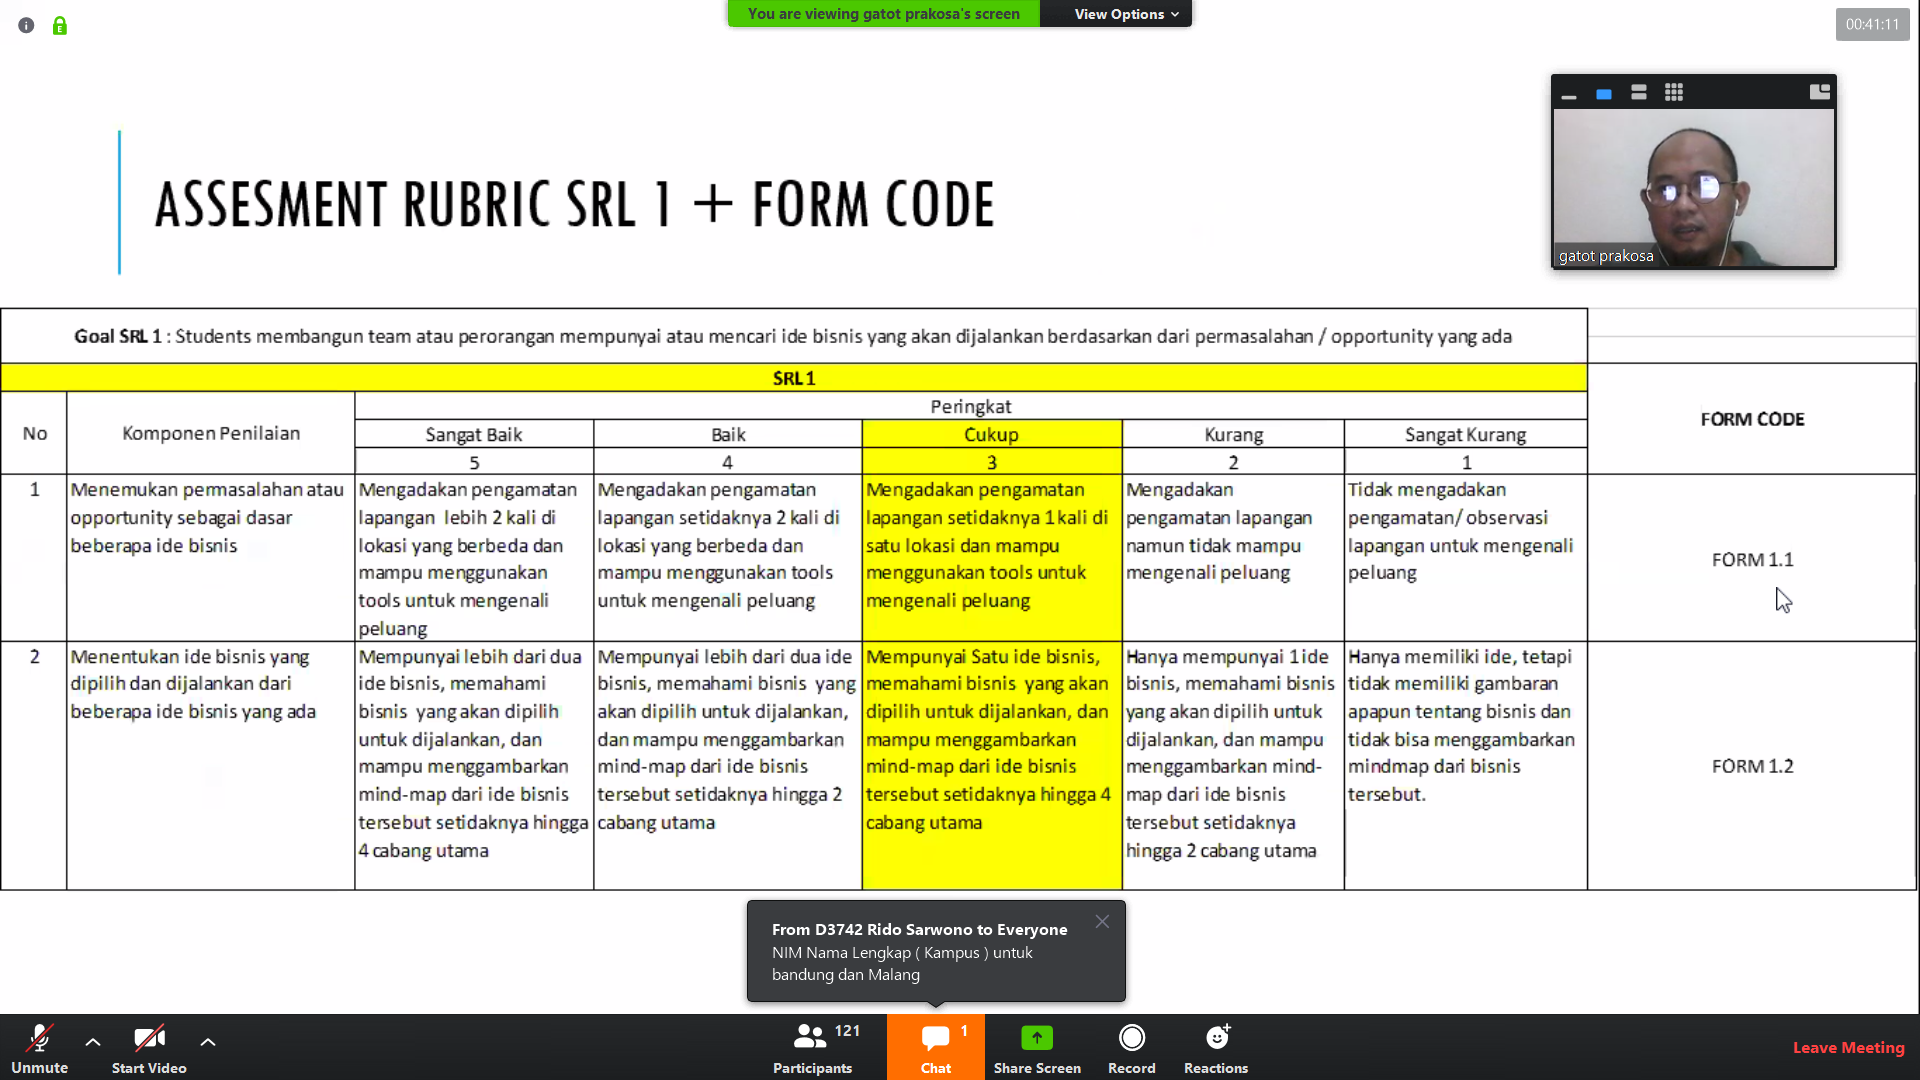 You are viewing gatot prakosa's screen
View Options
00:41:11
gatot prakosa
ASSESMENT RUBRIC SRL 1 + FORM CODE
Goal SRL 1 : Students membangun team atau perorangan mempunyai atau mencari ide bisnis yang akan dijalankan berdasarkan dari permasalahan / opportunity yang ada
SRL 1
FORM CODE
No
Komponen Penilaian
Peringkat
Sangat Baik
Baik
Cukup
Kurang
Sangat Kurang
5
4
3
2
1
1
Menemukan permasalahan atau
opportunity sebagai dasar
beberapa ide bisnis
Mengadakan pengamatan
lapangan lebih 2 kali di
lokasi yang berbeda dan
mampu menggunakan
tools untuk mengenali
peluang
Mengadakan pengamatan
lapangan setidaknya 2 kali di
lokasi yang berbeda dan
mampu menggunakan tools
untuk mengenali peluang
Mengadakan pengamatan
lapangan setidaknya 1 kali di
satu lokasi dan mampu
menggunakan tools untuk
mengenali peluang
Mengadakan
pengamatan lapangan
namun tidak mampu
mengenali peluang
Tidak mengadakan
pengamatan/ observasi
lapangan untuk mengenali
peluang
FORM 1.1
2
Menentukan ide bisnis yang
dipilih dan dijalankan dari
beberapa ide bisnis yang ada
Mempunyai lebih dari dua
ide bisnis, memahami
bisnis yang akan dipilih
untuk dijalankan, dan
mampu menggambarkan
mind-map dari ide bisnis
tersebut setidaknya hingga
4 cabang utama
Mempunyai lebih dari dua ide
bisnis, memahami bisnis yang
akan dipilih untuk dijalankan,
dan mampu menggambarkan
mind-map dari ide bisnis
tersebut setidaknya hingga 2
cabang utama
Mempunyai Satu ide bisnis,
memahami bisnis yang akan
dipilih untuk dijalankan, dan
mampu menggambarkan
mind-map dari ide bisnis
tersebut setidaknya hingga 4
cabang utama
Hanya mempunyai 1 ide
bisnis, memahami bisnis
yang akan dipilih untuk
dijalankan, dan mampu
menggambarkan mind-
map dari ide bisnis
tersebut setidaknya
hingga 2 cabang utama
Hanya memiliki ide, tetapi
tidak memiliki gambaran
apapun tentang bisnis dan
tidak bisa menggambarkan
mindmap dari bisnis
tersebut.
FORM 1.2
From D3742 Rido Sarwono to Everyone
NIM Nama Lengkap ( Kampus ) untuk
bandung dan Malang
Unmute
Start Video
121
Participants
1
Chat
Share Screen
Record
Reactions
Leave Meeting